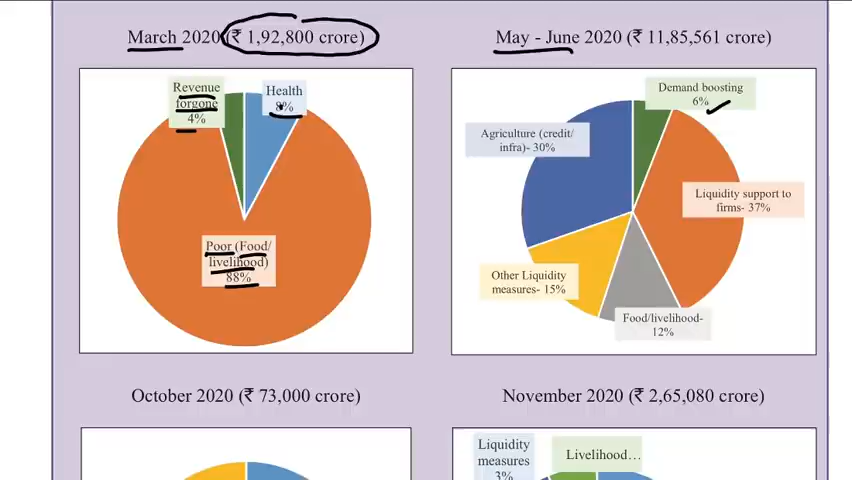 March 2020 (₹ 1,92,800 crore)
May - June 2020 (₹ 11,85,561 crore)
Revenue
forgone
4%
Health
8%
Poor (Food/
livelihood)
88%
Demand boosting
6%
Agriculture (credit/
infra)- 30%
Liquidity support to
firms- 37%
Other Liquidity
measures- 15%
Food/livelihood-
12%
October 2020 (₹ 73,000 crore)
November 2020 (₹ 2,65,080 crore)
Liquidity
measures
3%
Livelihood…